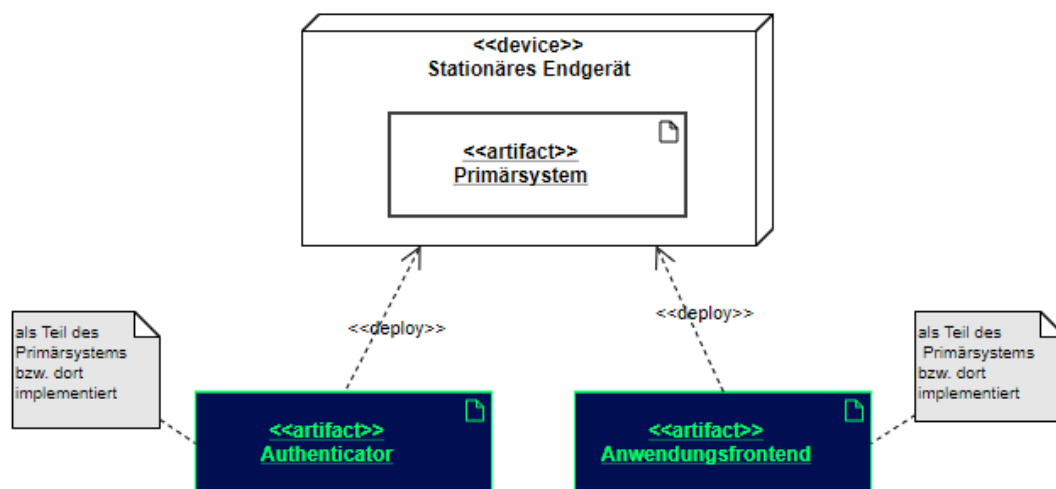 <<device>>
Stationäres Endgerät
<<artifact>>
Primärsystem
<<deploy>>
<<deploy>>
als Teil des
Primärsystems
bzw. dort
implementiert
als Teil des
Primärsystems
bzw. dort
implementiert
<<artifact>>
Authenticator
<<artifact>>
Anwendungsfrontend